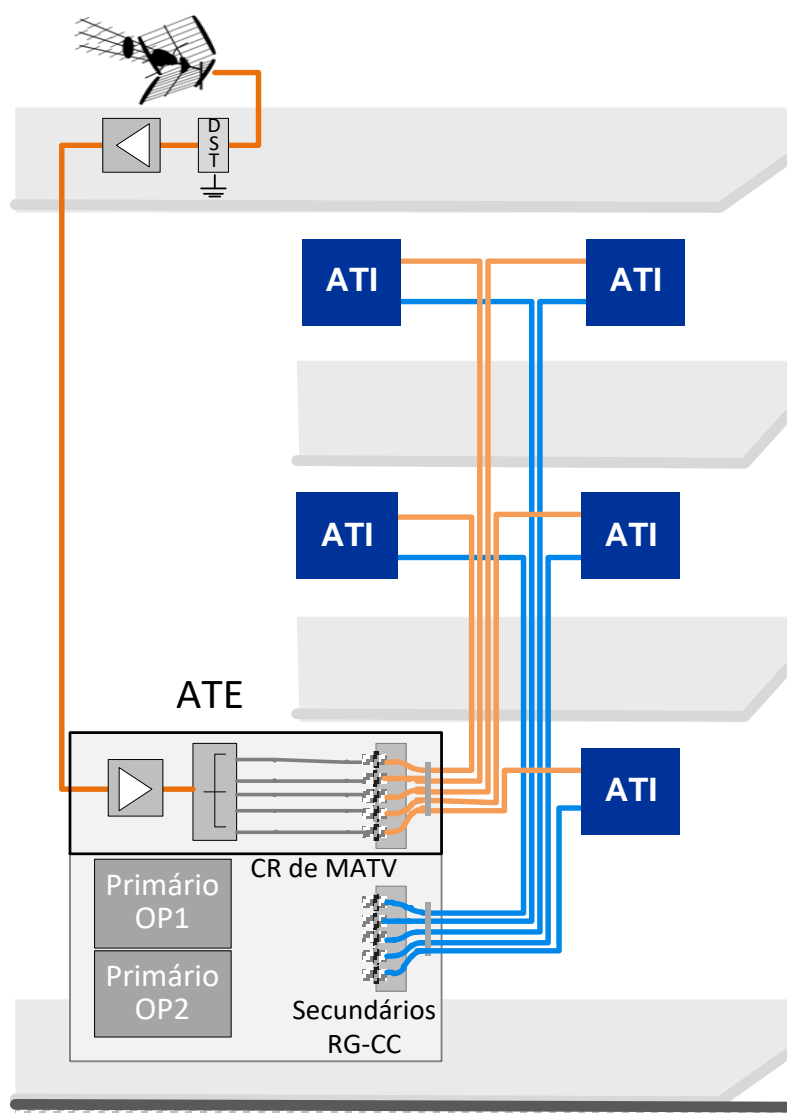 D
S
T
ATI
ATI
ATI
ATI
ATE
ATI
CR de MATV
Primário
OP1
Primário
OP2
Secundários
RG-CC